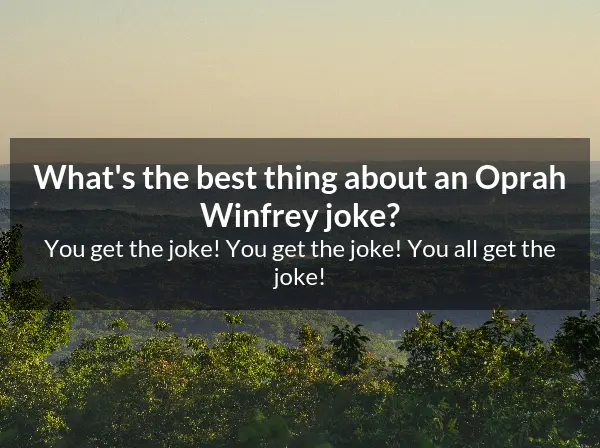 What's the best thing about an Oprah
Winfrey joke?
You get the joke! You get the joke! You all get the
joke!